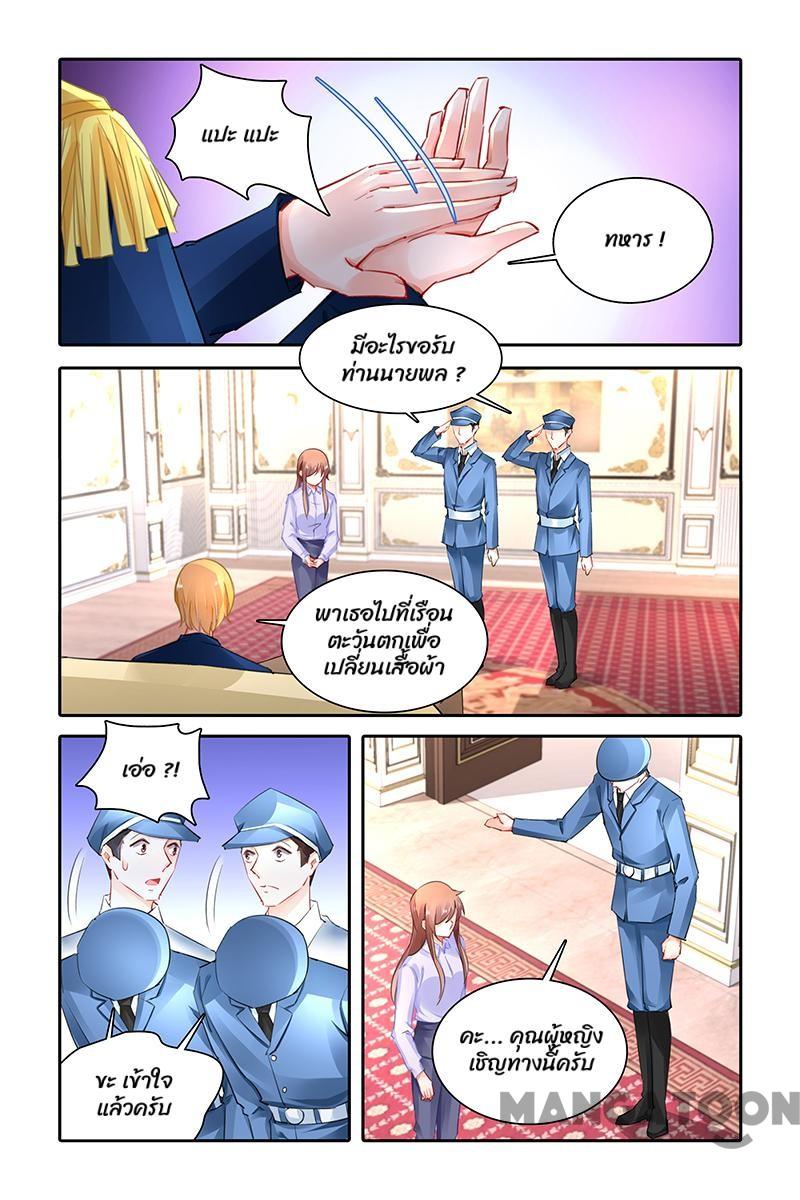 แปะ แปะ
ทหาร !
มีอะไรขอรับ
ท่านนายพล ?
พาเธอไปที่เรือน
ตะวันตกเพื่อ
เปลี่ยนเสื้อผ้า
เอ่อ ?!
ขะ เข้าใจ
แล้วครับ
คะ... คุณผู้หญิง
เชิญทางนี้ครับ
MANGATOON